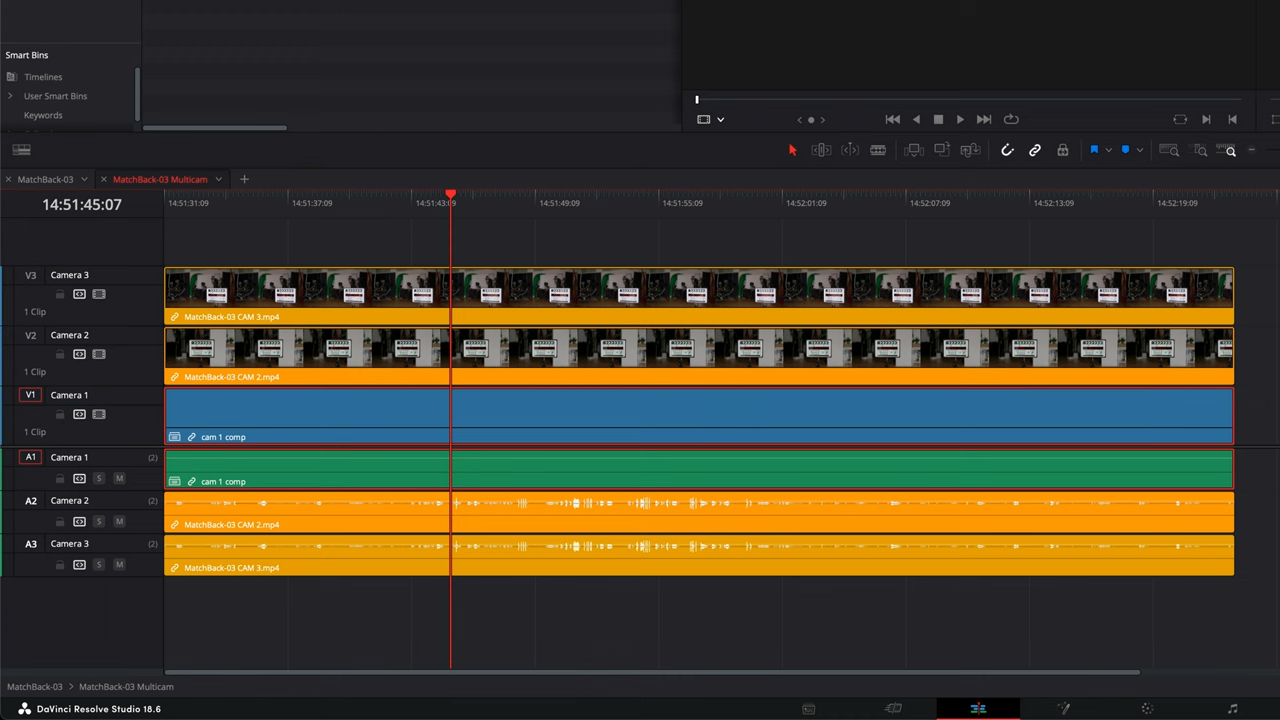 Smart Bins
Timelines
User Smart Bins
Keywords
MatchBack-03
MatchBack-03 Multicam
14:51:45:07
14:51:31:09
14:51:37:09
14:51:43:09
14:51:49:09
14:51:55:09
14:52:01:09
14:52:07:09
14:52:13:09
14:52:19:09
V3 Camera 3
1 Clip
MatchBack-03 CAM 3.mp4
V2 Camera 2
1 Clip
MatchBack-03 CAM 2.mp4
V1 Camera 1
1 Clip
cam 1 comp
A1 Camera 1 (2)
S M
cam 1 comp
A2 Camera 2 (2)
S M
MatchBack-03 CAM 2.mp4
A3 Camera 3 (2)
S M
MatchBack-03 CAM 3.mp4
MatchBack-03 > MatchBack-03 Multicam
DaVinci Resolve Studio 18.6